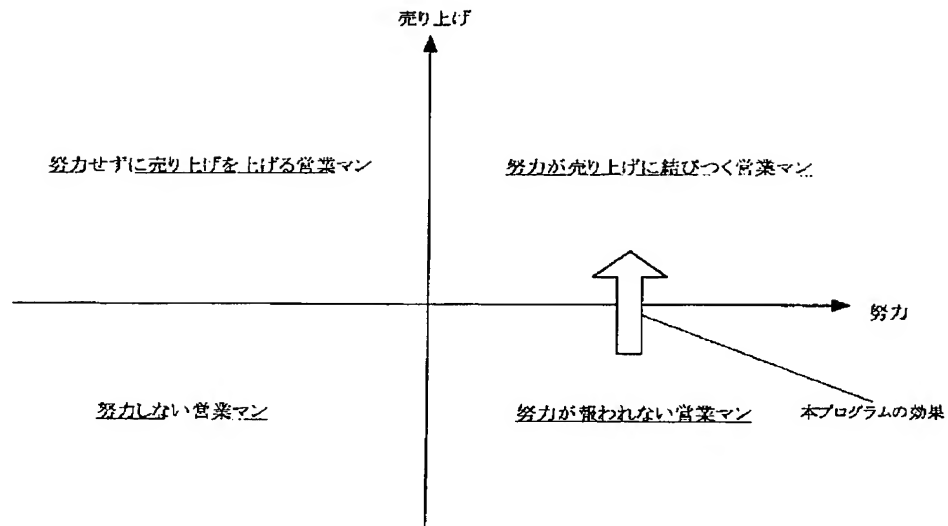 売り上げ
努力せずに売り上げを上げる営業マン
努力が売り上げに結びつく営業マン
努力
努力しない営業マン
努力が報われない営業マン
本プログラムの効果